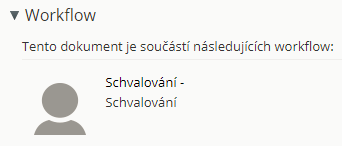 Workflow
Tento dokument je součástí následujících workflow:
Schvalování -
Schvalování